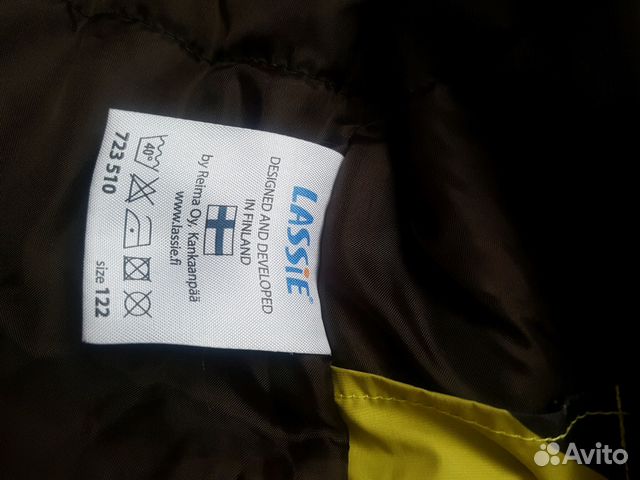 LASSiE®
DESIGNED AND DEVELOPED
IN FINLAND
by Reima Oy, Kankaanpää
www.lassie.fi
40°
723 510
size 122
Avito